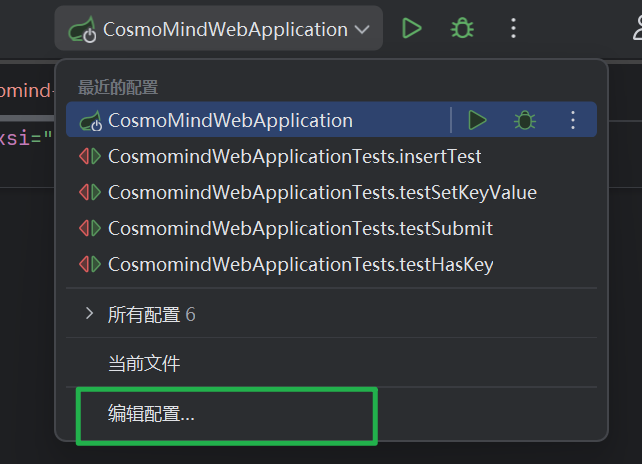 CosmoMindWebApplication
omind-
xsi="
最近的配置
CosmoMindWebApplication
CosmomindWebApplicationTests.insertTest
CosmomindWebApplicationTests.testSetKeyValue
CosmomindWebApplicationTests.testSubmit
CosmomindWebApplicationTests.testHasKey
所有配置 6
当前文件
编辑配置...